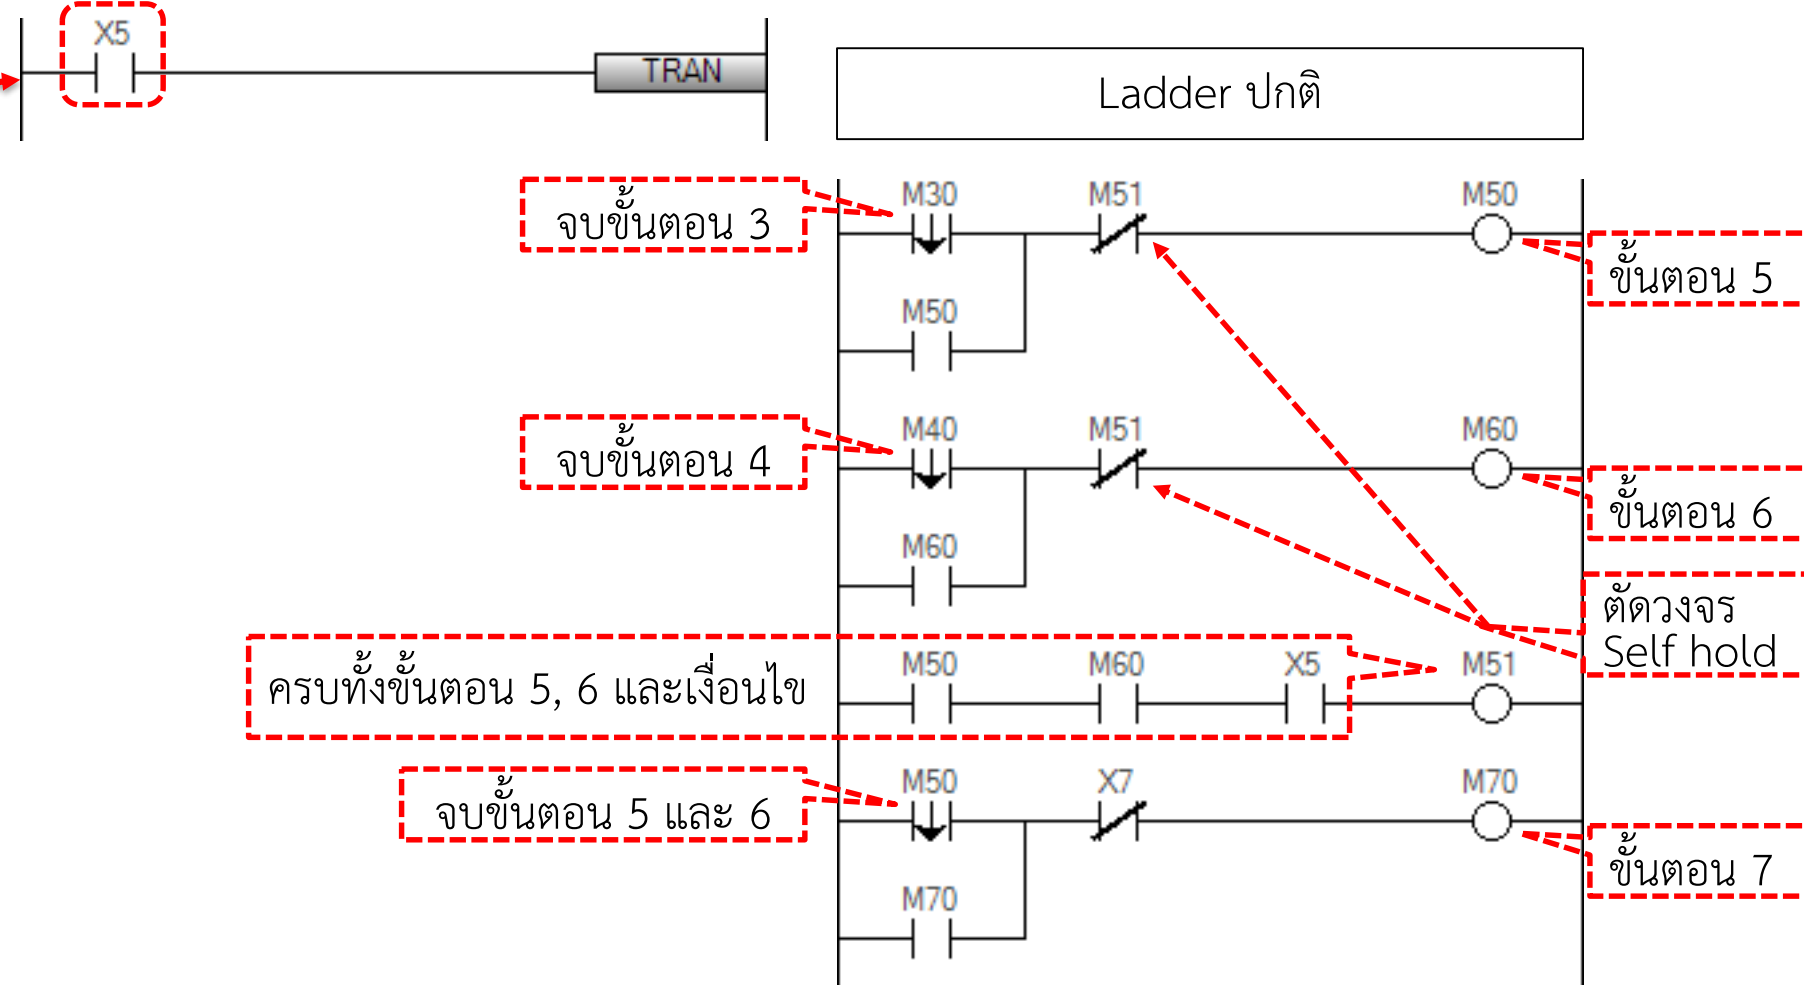 X5
TRAN
Ladder ปกติ
M30 M51 M50
จบขั้นตอน 3
ขั้นตอน 5
M50
M40 M51 M60
จบขั้นตอน 4
ขั้นตอน 6
M60
ตัดวงจร
Self hold
M50 M60 X5 M51
ครบทั้งขั้นตอน 5, 6 และเงื่อนไข
M50 X7 M70
จบขั้นตอน 5 และ 6
ขั้นตอน 7
M70